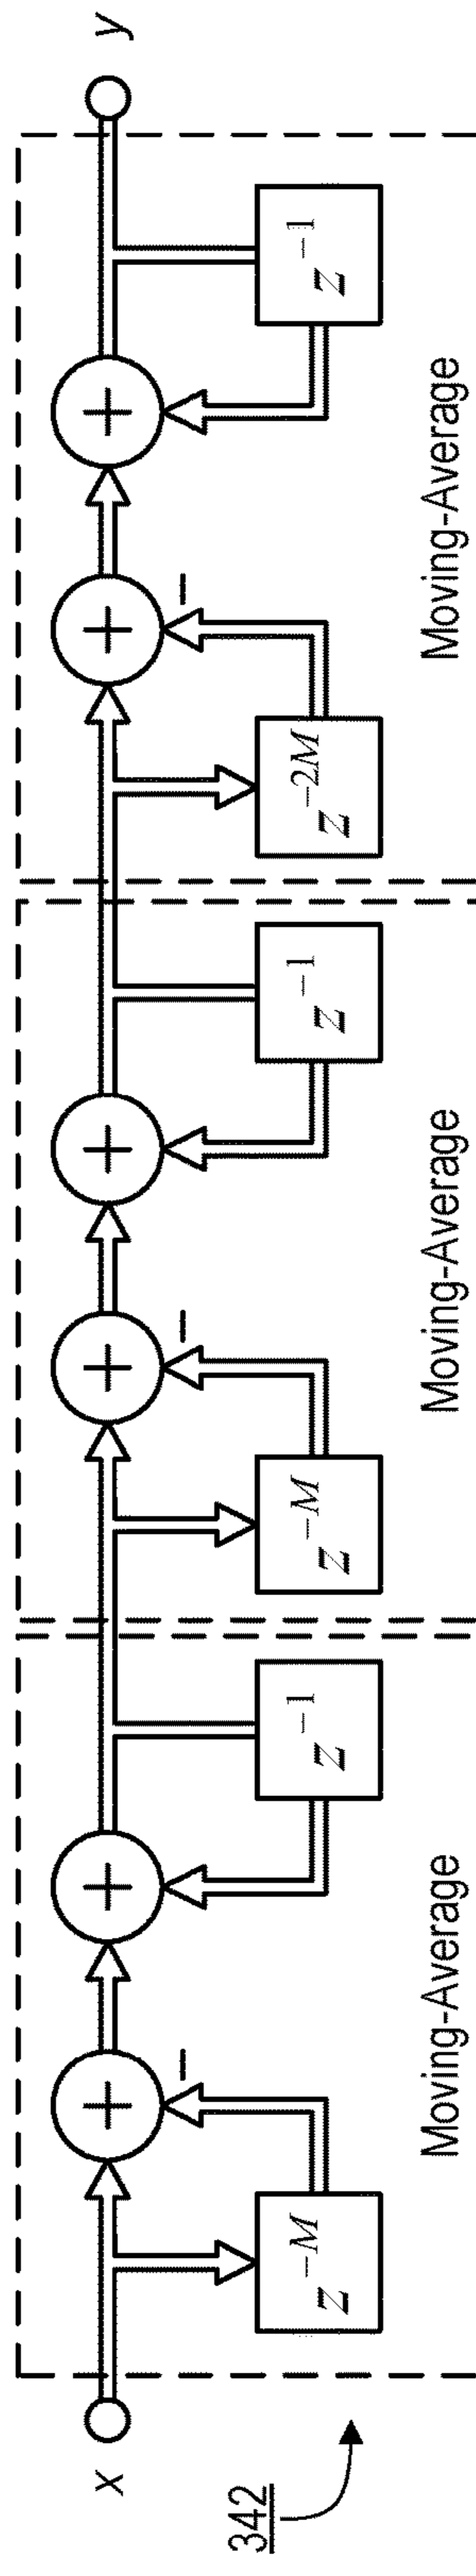 342
x
z^{-M}
+
−
+
z^{-1}
Moving-Average
z^{-M}
+
−
+
z^{-1}
Moving-Average
z^{-2M}
+
−
+
z^{-1}
Moving-Average
y